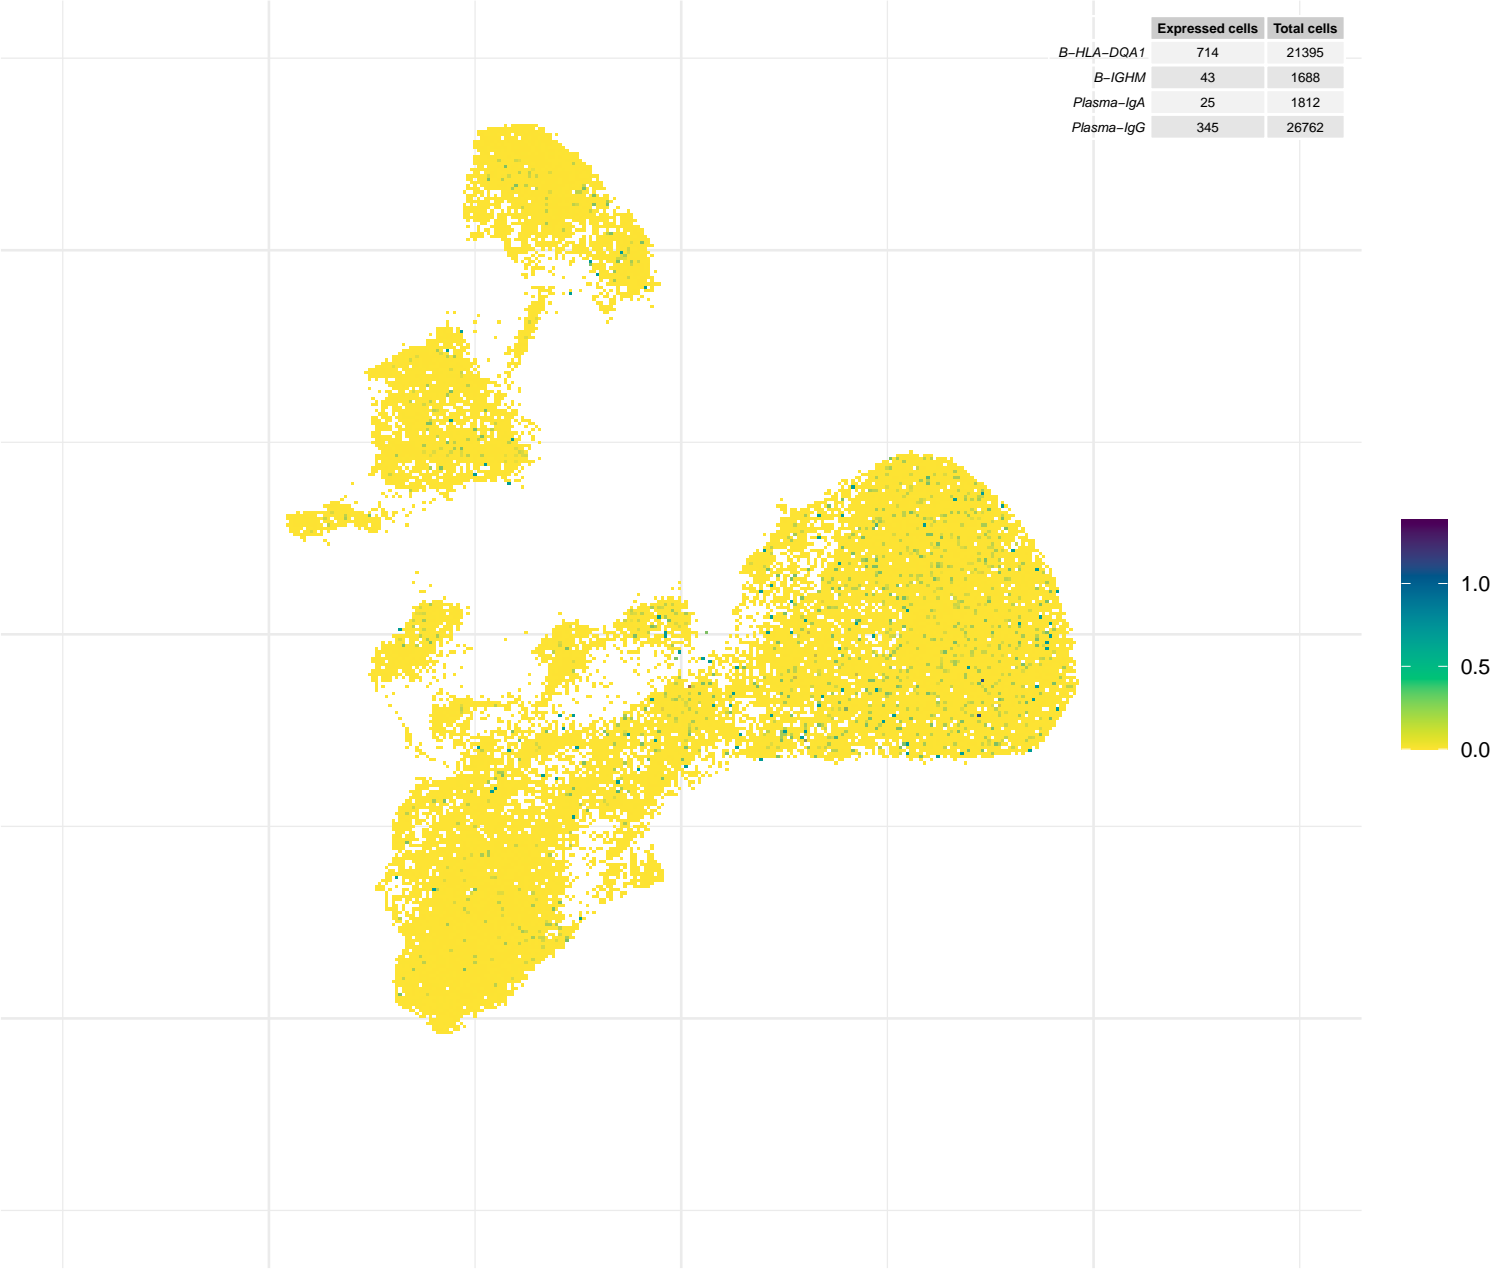 Expressed cells Total cells
B−HLA−DQA1 714 21395
B−IGHM 43 1688
Plasma−IgA 25 1812
Plasma−IgG 345 26762
1.0
0.5
0.0